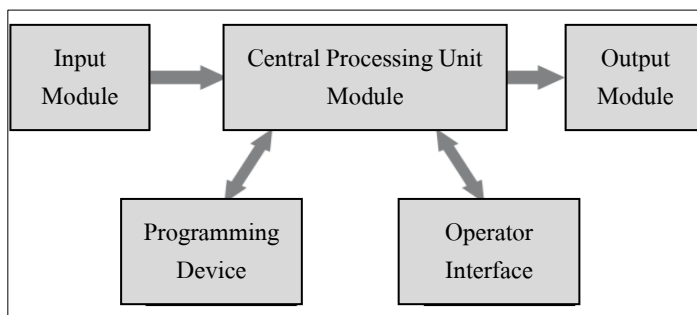 Input
Module
Central Processing Unit
Module
Output
Module
Programming
Device
Operator
Interface